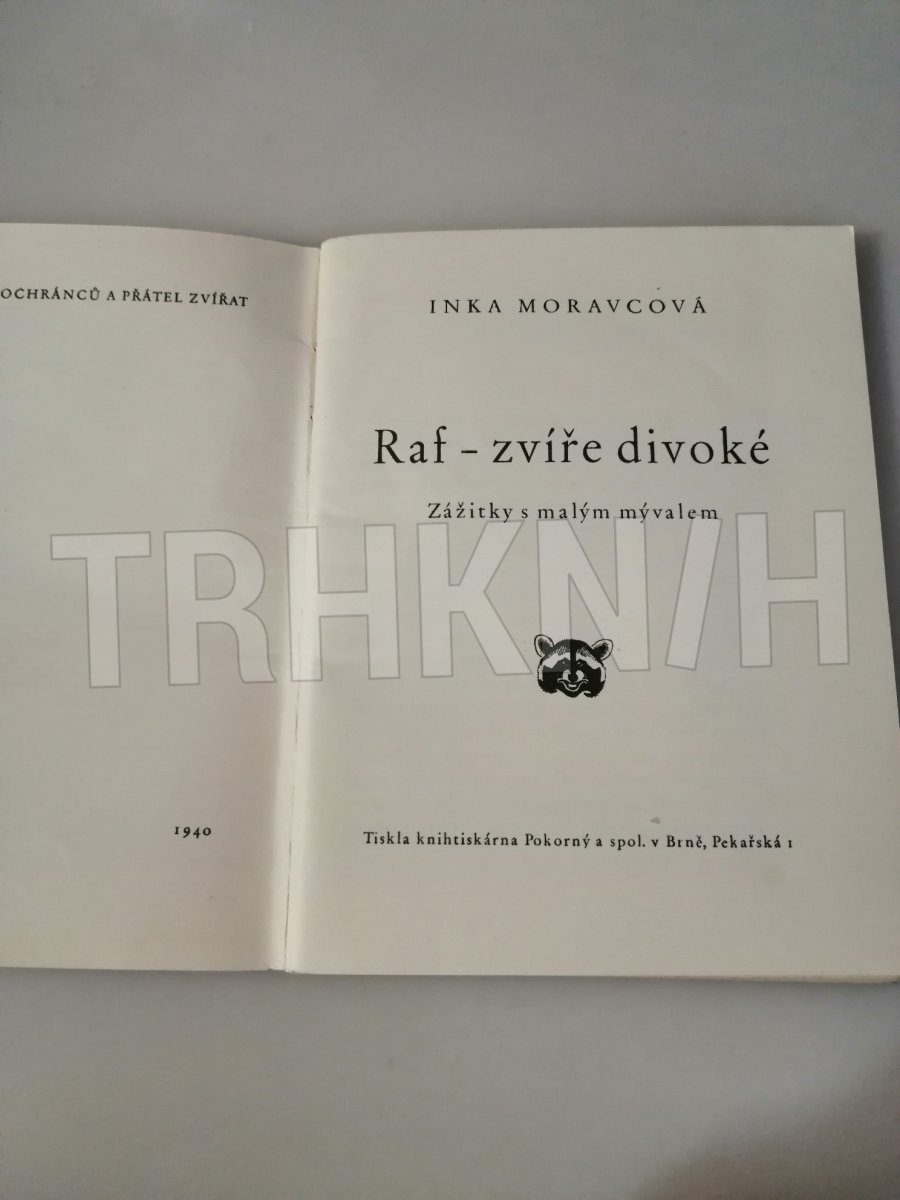 OCHRÁNCŮ A PŘÁTEL ZVÍŘAT
1940
INKA MORAVCOVÁ
Raf – zvíře divoké
Zážitky s malým mývalem
TRHKNIH
Tiskla knihtiskárna Pokorný a spol. v Brně, Pekařská 1